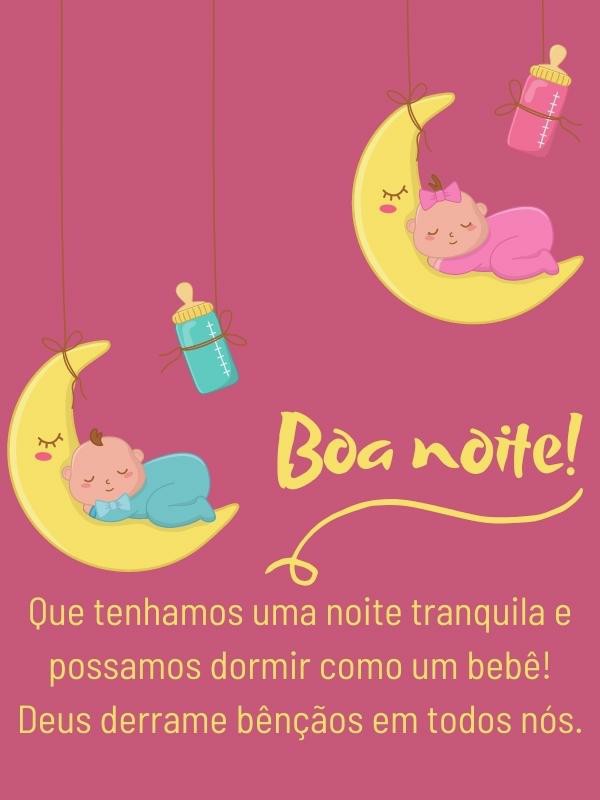 Boa noite!
Que tenhamos uma noite tranquila e
possamos dormir como um bebê!
Deus derrame bênçãos em todos nós.